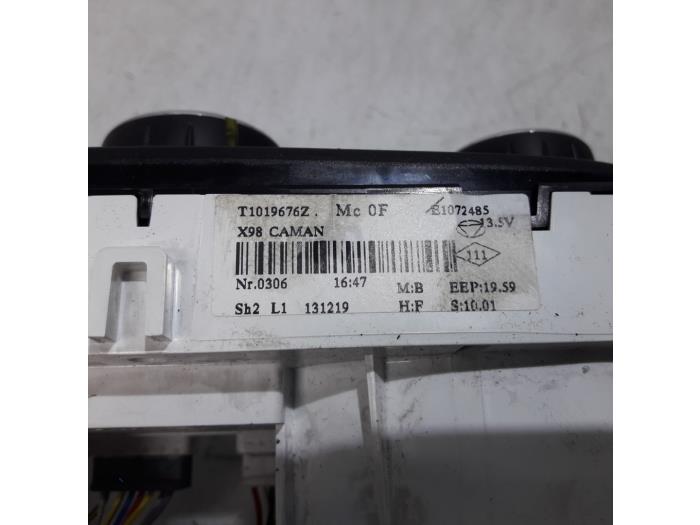 T1019676Z. Mc 0F E1072485
X98 CAMAN 13.5V
111
Nr.0306 16:47 M:B EEP:19.59
Sh2 L1 131219 H:F S:10.01